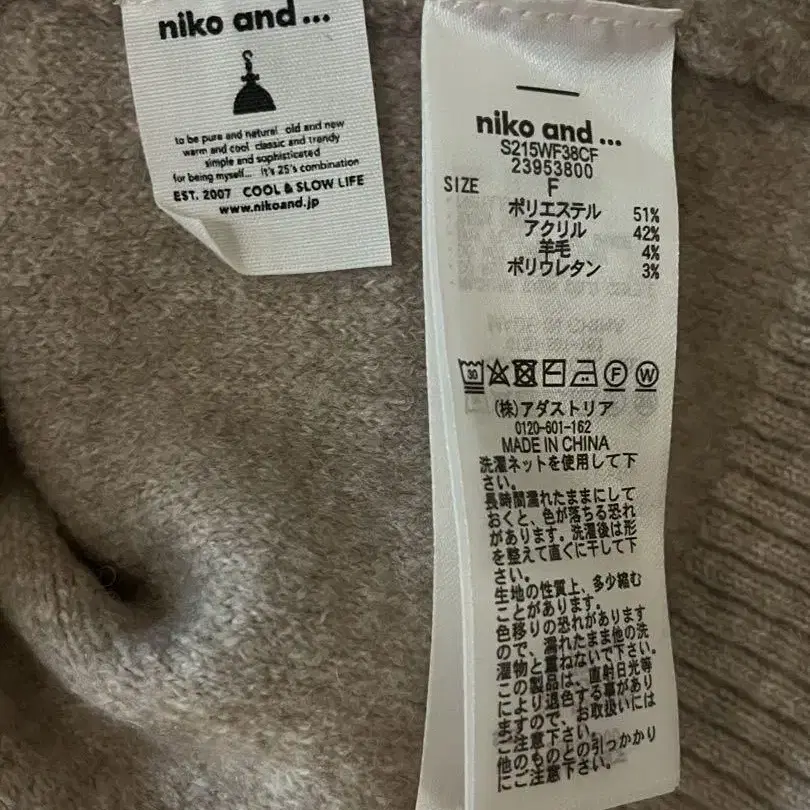 niko and ...
to be pure and natural old and new
warm and cool classic and trendy
simple and sophisticated
for being myself... it's 25's combination
EST. 2007 COOL & SLOW LIFE
www.nikoand.jp
niko and ...
S215WF38CF
23953800
SIZE F
ポリエステル 51%
アクリル 42%
羊毛 4%
ポリウレタン 3%
30
F W
(株)アダストリア
0120-601-162
MADE IN CHINA
洗濯ネットを使用して下
さい。
長時間濡れたままにして
おくと、色が落ちる恐れ
があります。洗濯後は形
を整えて直ぐに干して下
さい。
生地の性質上、多少縮む
ことがあります。
色移りの恐れがあります
ので、濡れたまま他の洗
濯物と重ねないで下さい。
この製品は、直射日光等
により退色する事があり
ますので、お取扱いには
ご注意下さい。
他のものとの引っかかり
にご注意下さい。